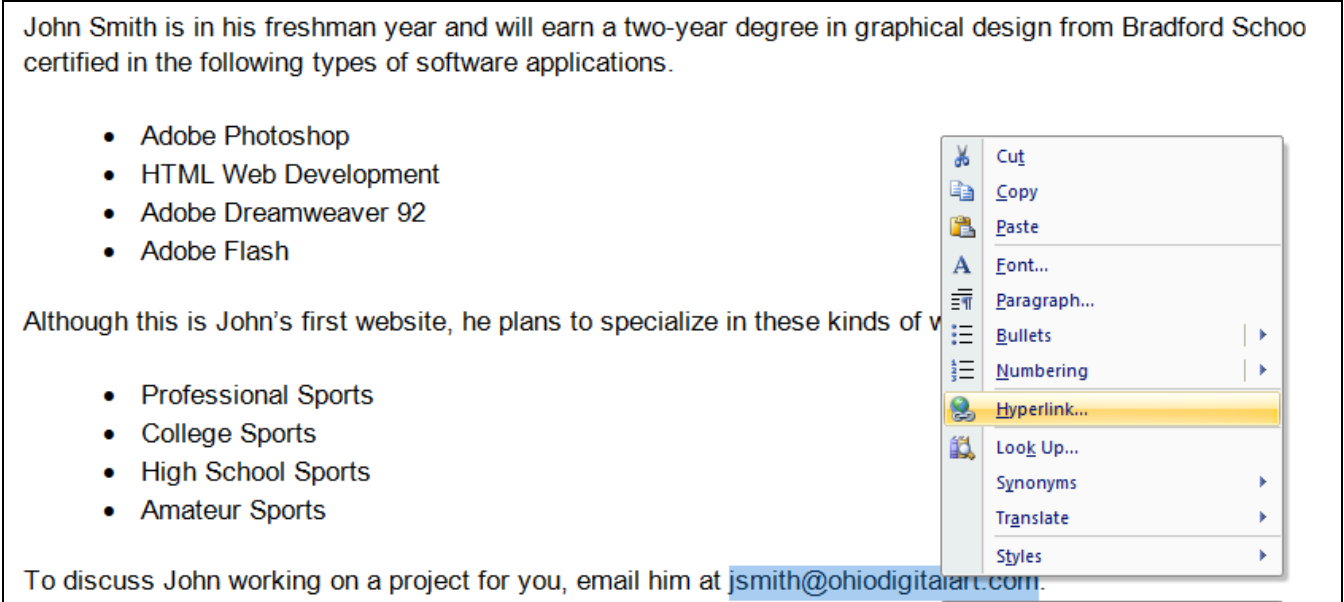 John Smith is in his freshman year and will earn a two-year degree in graphical design from Bradford Schoo
certified in the following types of software applications.
• Adobe Photoshop
• HTML Web Development
• Adobe Dreamweaver 92
• Adobe Flash
Although this is John's first website, he plans to specialize in these kinds of
• Professional Sports
• College Sports
• High School Sports
• Amateur Sports
To discuss John working on a project for you, email him at jsmith@ohiodigitalart.com.
Cut
Copy
Paste
Font...
Paragraph...
Bullets
Numbering
Hyperlink...
Look Up...
Synonyms
Translate
Styles